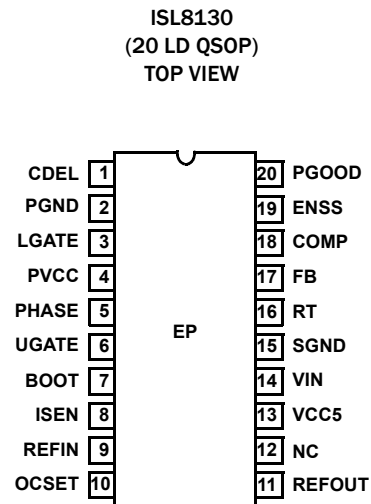 ISL8130
(20 LD QSOP)
TOP VIEW
CDEL 1 20 PGOOD
PGND 2 19 ENSS
LGATE 3 18 COMP
PVCC 4 17 FB
PHASE 5 16 RT
EP
UGATE 6 15 SGND
BOOT 7 14 VIN
ISEN 8 13 VCC5
REFIN 9 12 NC
OCSET 10 11 REFOUT